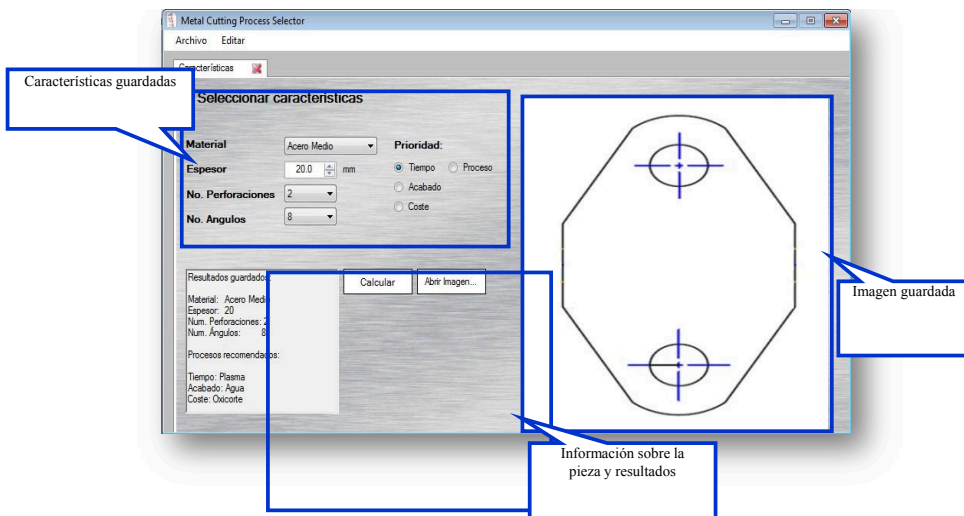 Metal Cutting Process Selector
Archivo Editar
Características
Características guardadas
Seleccionar características
Material Acero Medio
Espesor 20.0 mm
No. Perforaciones 2
No. Angulos 8
Prioridad:
Tiempo Proceso
Acabado
Coste
Resultados guardados:
Material: Acero Medio
Espesor: 20
Num. Perforaciones: 2
Num. Ángulos: 8
Procesos recomendados:
Tiempo: Plasma
Acabado: Agua
Coste: Oxicorte
Calcular
Abrir Imagen...
Imagen guardada
Información sobre la
pieza y resultados